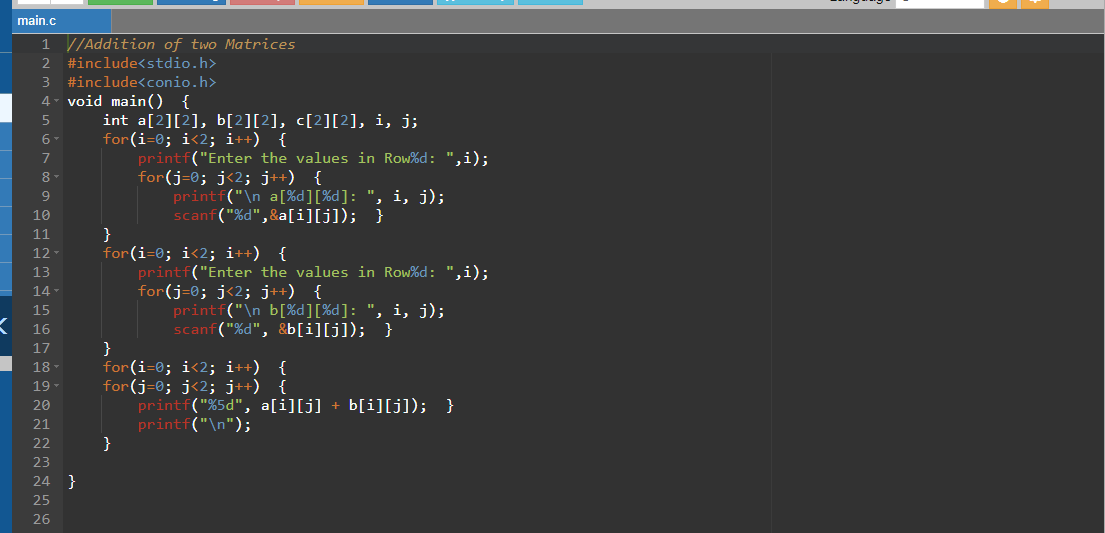 Language
main.c
1 //Addition of two Matrices
2 #include<stdio.h>
3 #include<conio.h>
4 void main()  {
5     int a[2][2], b[2][2], c[2][2], i, j;
6     for(i=0; i<2; i++)  {
7         printf("Enter the values in Row%d: ",i);
8         for(j=0; j<2; j++)  {
9             printf("\n a[%d][%d]: ", i, j);
10             scanf("%d",&a[i][j]);  }
11     }
12     for(i=0; i<2; i++)  {
13         printf("Enter the values in Row%d: ",i);
14         for(j=0; j<2; j++)  {
15             printf("\n b[%d][%d]: ", i, j);
16             scanf("%d", &b[i][j]);  }
17     }
18     for(i=0; i<2; i++)  {
19     for(j=0; j<2; j++)  {
20         printf("%5d", a[i][j] + b[i][j]);  }
21         printf("\n");
22     }
23
24 }
25
26